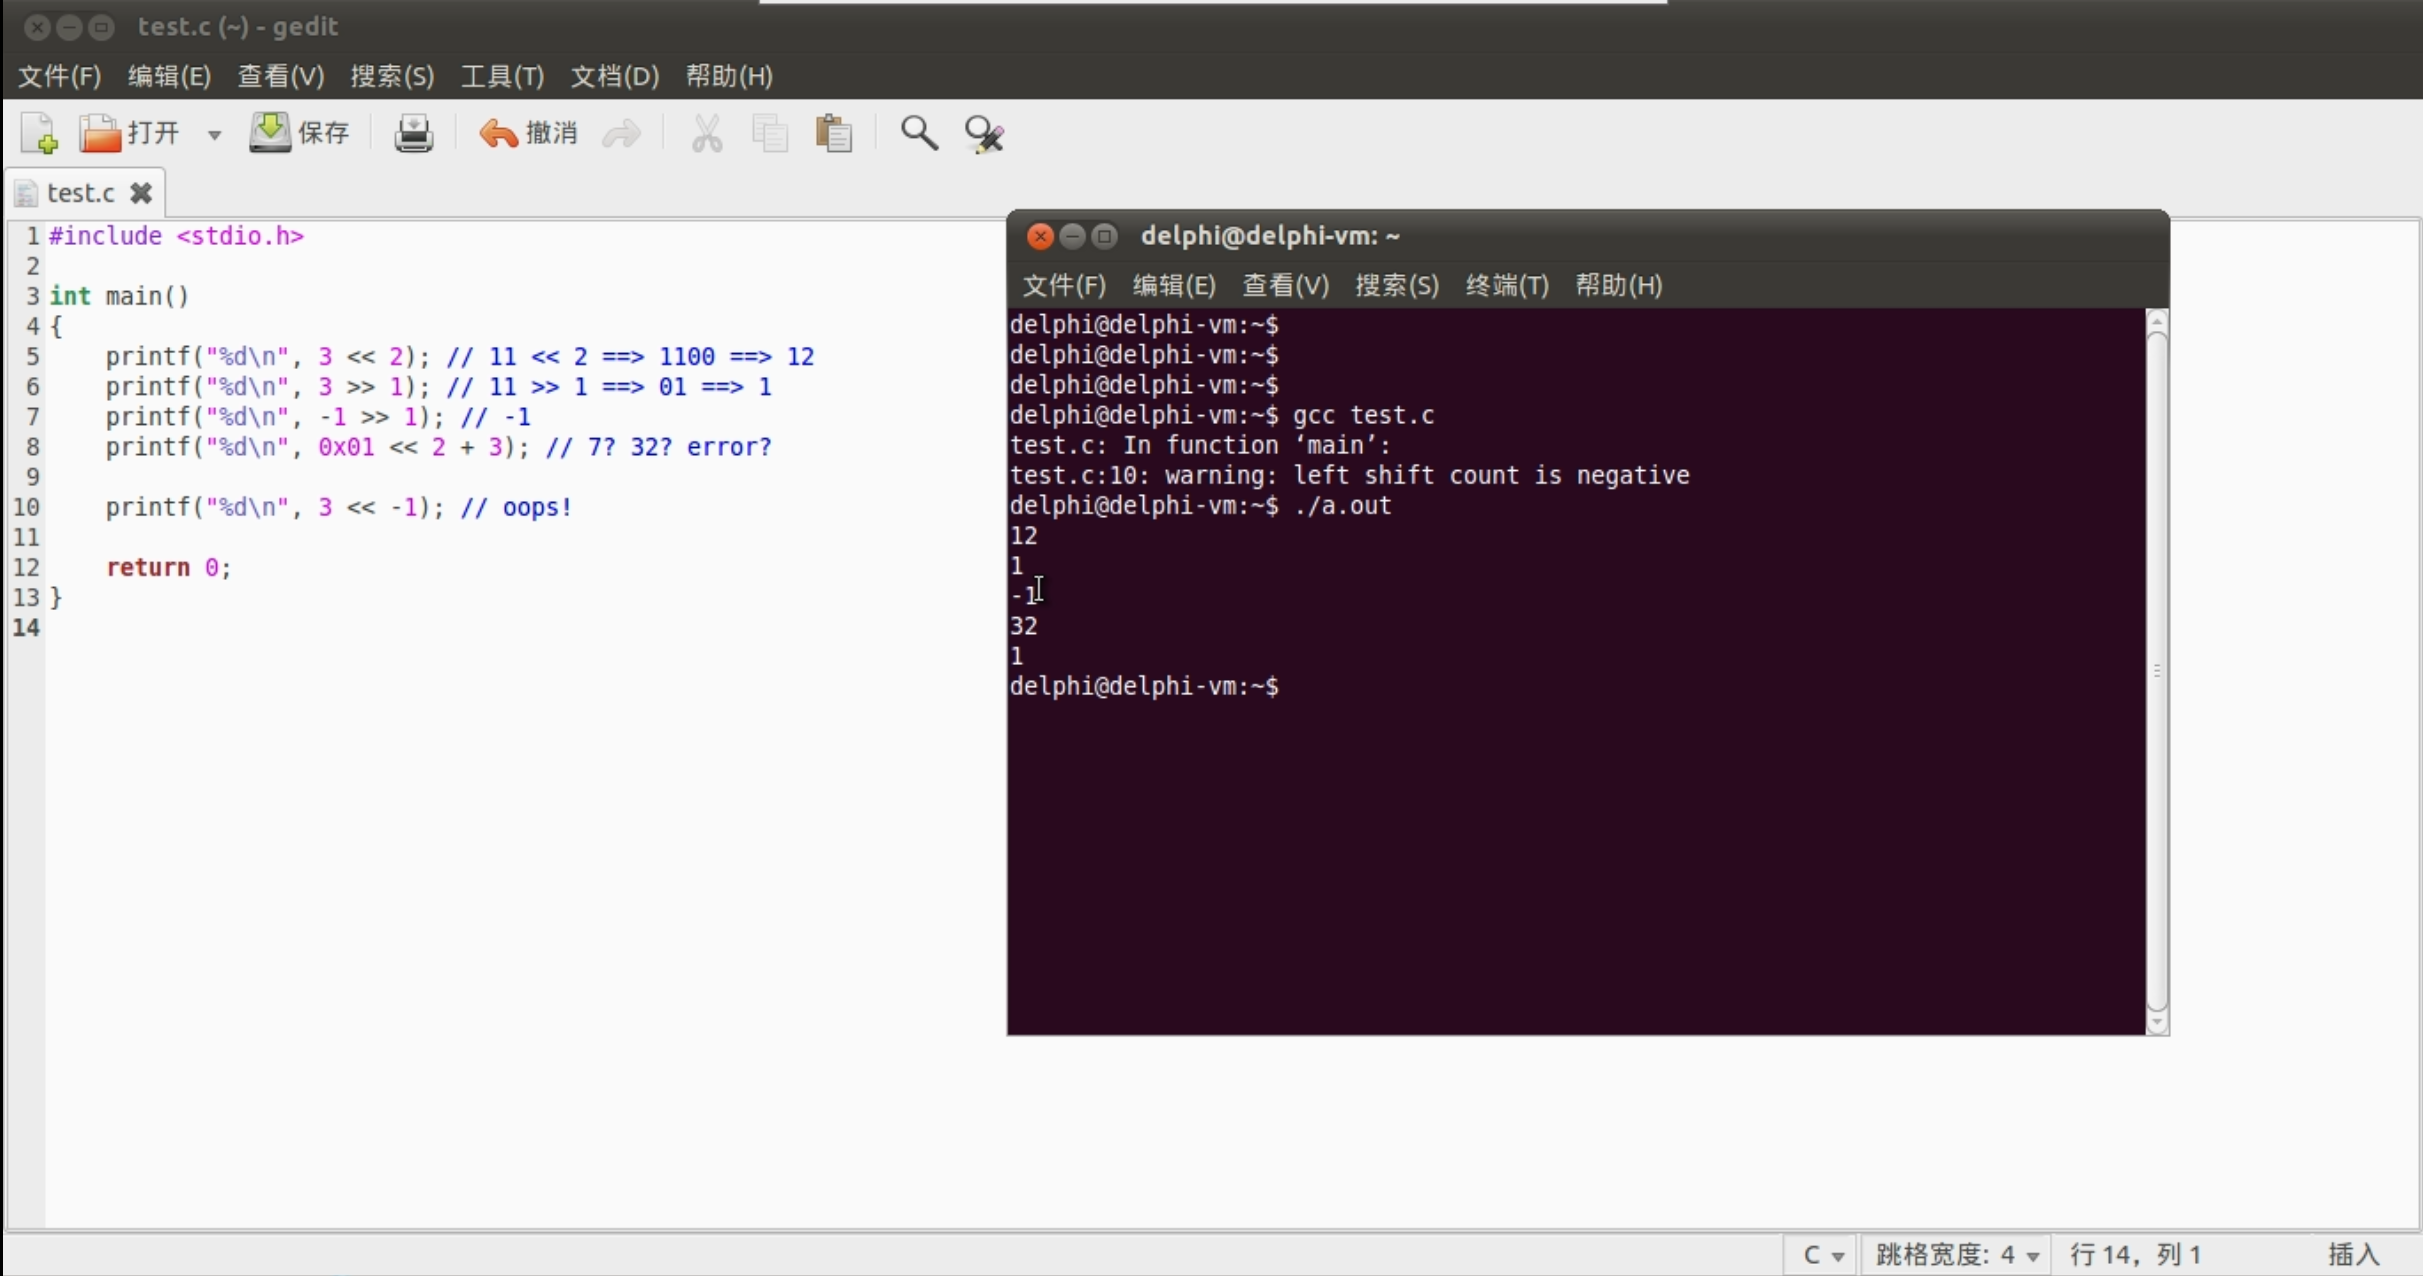 test.c (~) - gedit
文件(F) 编辑(E) 查看(V) 搜索(S) 工具(T) 文档(D) 帮助(H)
打开 保存 撤消
test.c
1 #include <stdio.h>
2
3 int main()
4 {
5     printf("%d\n", 3 << 2); // 11 << 2 ==> 1100 ==> 12
6     printf("%d\n", 3 >> 1); // 11 >> 1 ==> 01 ==> 1
7     printf("%d\n", -1 >> 1); // -1
8     printf("%d\n", 0x01 << 2 + 3); // 7? 32? error?
9
10     printf("%d\n", 3 << -1); // oops!
11
12     return 0;
13 }
14
delphi@delphi-vm: ~
文件(F) 编辑(E) 查看(V) 搜索(S) 终端(T) 帮助(H)
delphi@delphi-vm:~$
delphi@delphi-vm:~$
delphi@delphi-vm:~$
delphi@delphi-vm:~$ gcc test.c
test.c: In function ‘main’:
test.c:10: warning: left shift count is negative
delphi@delphi-vm:~$ ./a.out
12
1
-1
32
1
delphi@delphi-vm:~$
C 跳格宽度: 4 行 14，列 1 插入